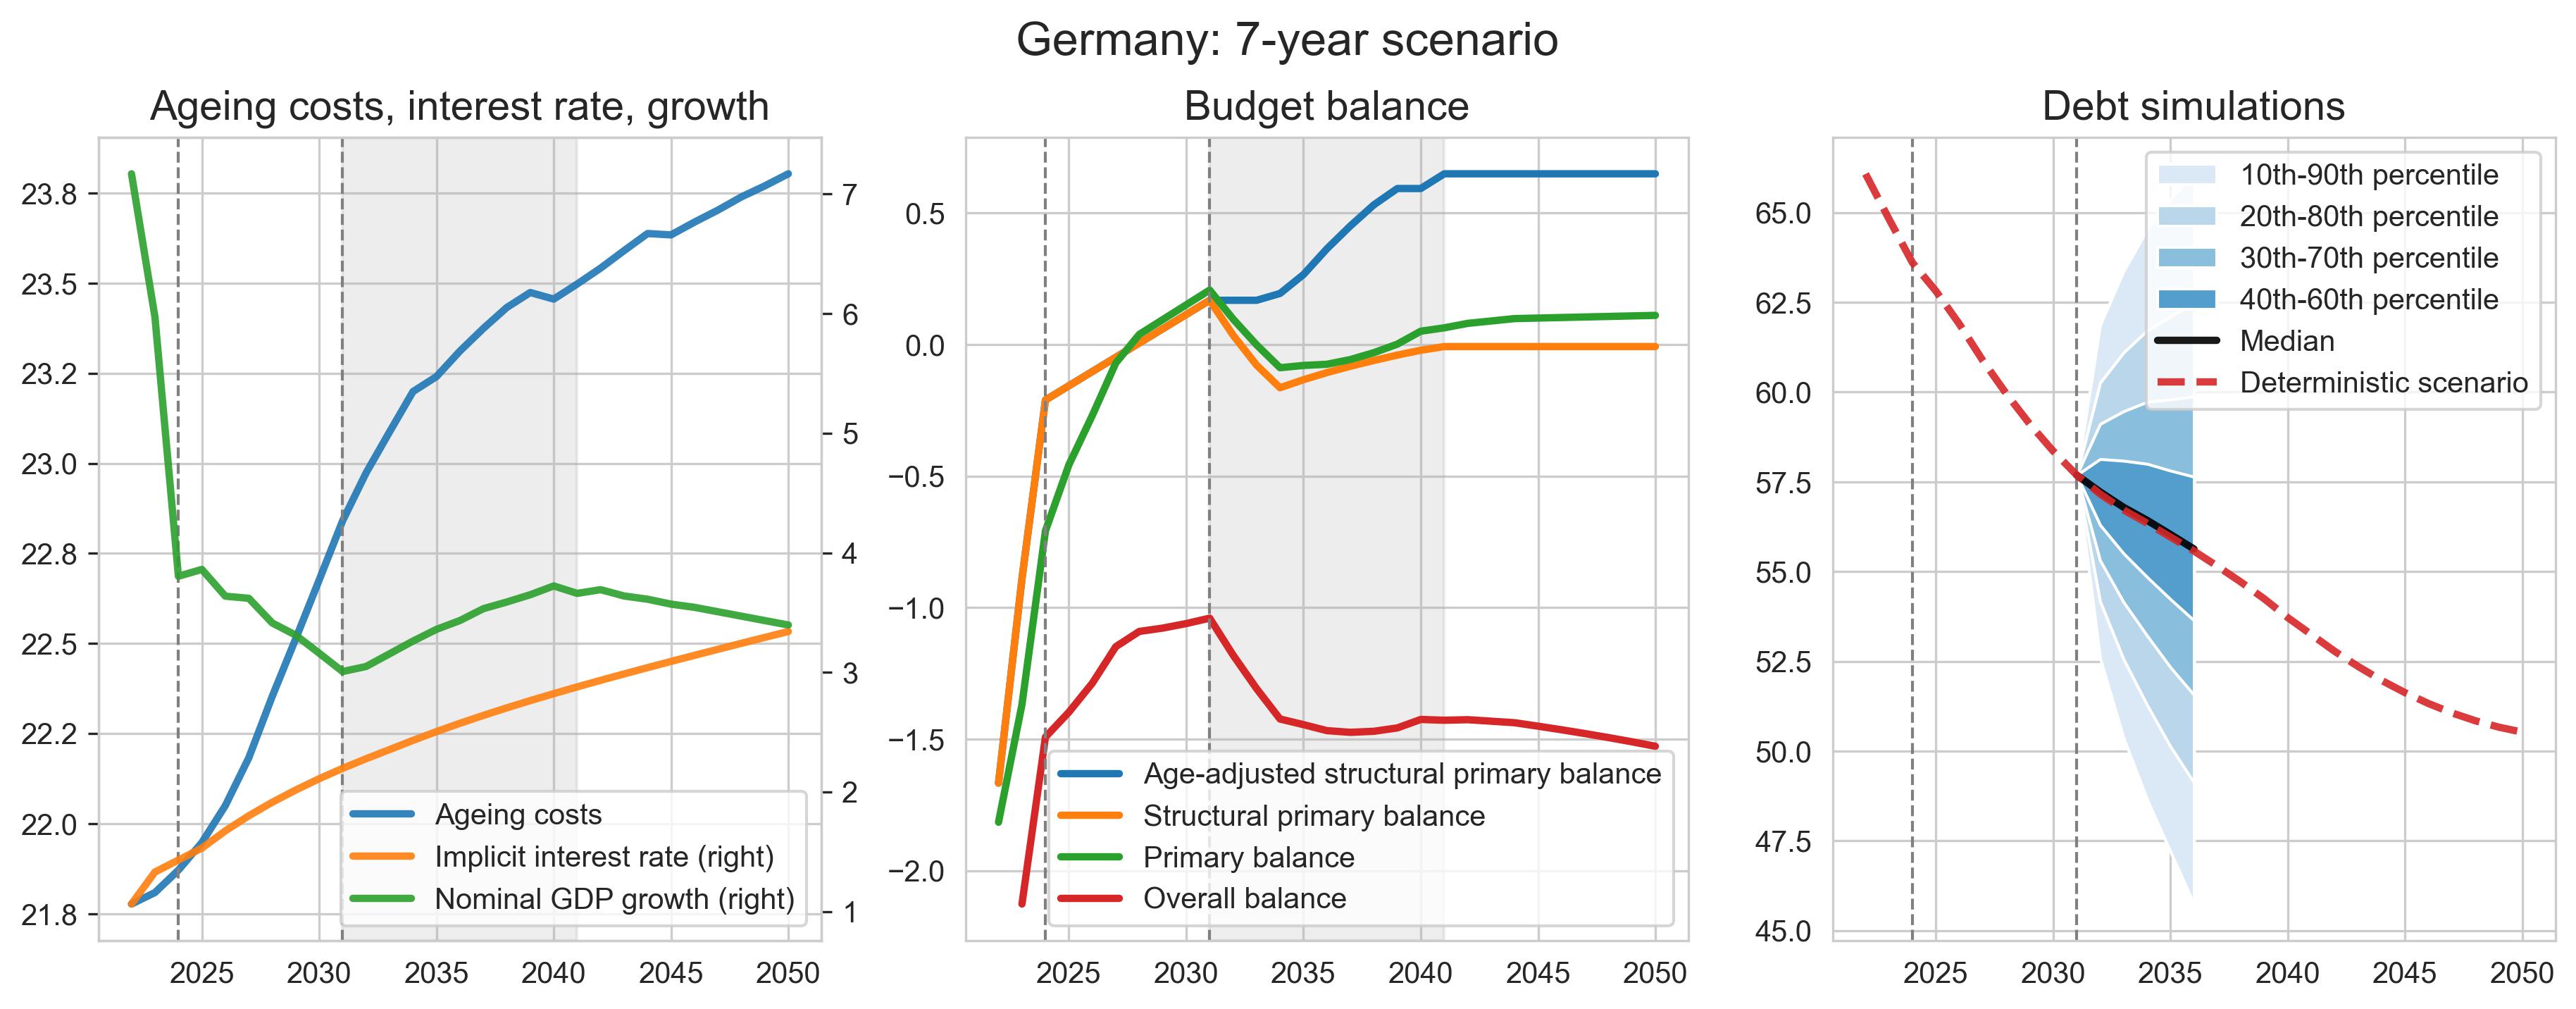 Germany: 7-year scenario
Ageing costs, interest rate, growth
23.8
23.5
23.2
23.0
22.8
22.5
22.2
22.0
21.8
7
6
5
4
3
2
1
Ageing costs
Implicit interest rate (right)
Nominal GDP growth (right)
2025 2030 2035 2040 2045 2050
Budget balance
0.5
0.0
−0.5
−1.0
−1.5
−2.0
Age-adjusted structural primary balance
Structural primary balance
Primary balance
Overall balance
2025 2030 2035 2040 2045 2050
Debt simulations
65.0
62.5
60.0
57.5
55.0
52.5
50.0
47.5
45.0
10th-90th percentile
20th-80th percentile
30th-70th percentile
40th-60th percentile
Median
Deterministic scenario
2025 2030 2035 2040 2045 2050